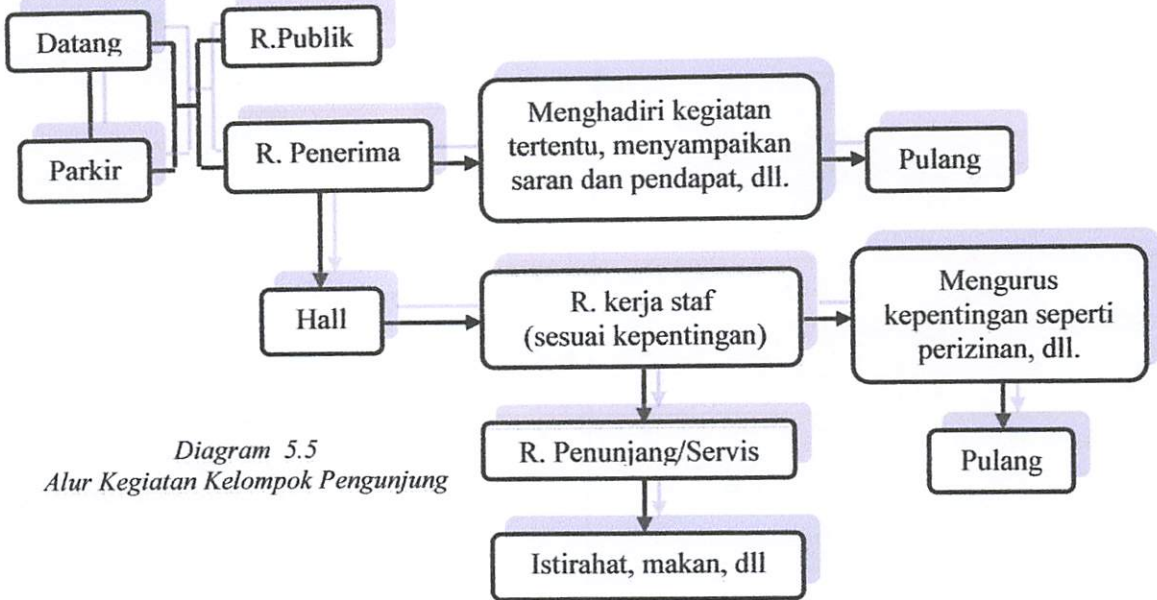 Datang
R.Publik
Parkir
R. Penerima
Menghadiri kegiatan
tertentu, menyampaikan
saran dan pendapat, dll.
Pulang
Hall
R. kerja staf
(sesuai kepentingan)
Mengurus
kepentingan seperti
perizinan, dll.
R. Penunjang/Servis
Pulang
Istirahat, makan, dll
Diagram 5.5
Alur Kegiatan Kelompok Pengunjung